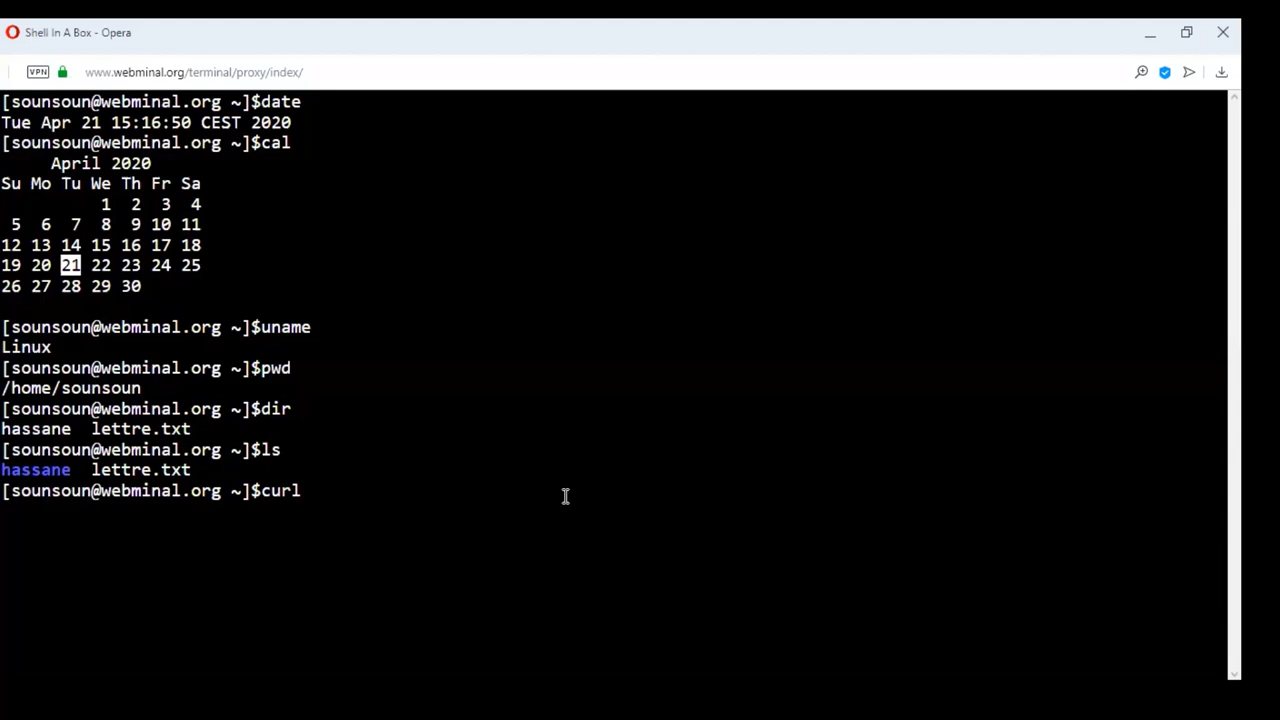 Shell In A Box - Opera
VPN www.webminal.org/terminal/proxy/index/
[sounsoun@webminal.org ~]$date
Tue Apr 21 15:16:50 CEST 2020
[sounsoun@webminal.org ~]$cal
     April 2020
Su Mo Tu We Th Fr Sa
          1  2  3  4
 5  6  7  8  9 10 11
12 13 14 15 16 17 18
19 20 21 22 23 24 25
26 27 28 29 30
[sounsoun@webminal.org ~]$uname
Linux
[sounsoun@webminal.org ~]$pwd
/home/sounsoun
[sounsoun@webminal.org ~]$dir
hassane  lettre.txt
[sounsoun@webminal.org ~]$ls
hassane  lettre.txt
[sounsoun@webminal.org ~]$curl